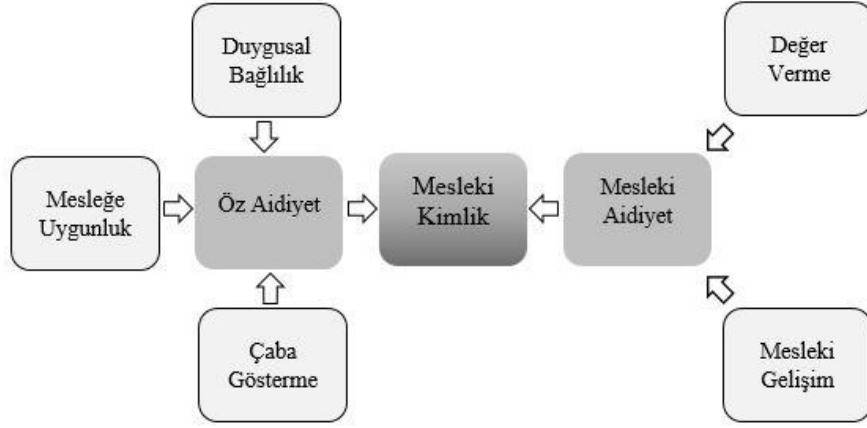 Duygusal
Bağlılık
Değer
Verme
Mesleğe
Uygunluk
Öz Aidiyet
Mesleki
Kimlik
Mesleki
Aidiyet
Çaba
Gösterme
Mesleki
Gelişim